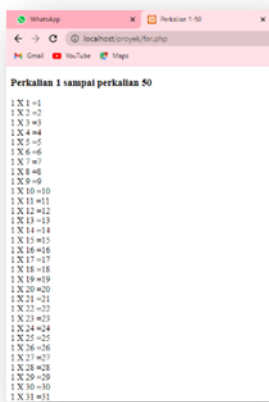 WhatsApp
Perkalian 1-50
localhost/proyek/for.php
Gmail YouTube Maps
Perkalian 1 sampai perkalian 50
1 X 1 =1
1 X 2 =2
1 X 3 =3
1 X 4 =4
1 X 5 =5
1 X 6 =6
1 X 7 =7
1 X 8 =8
1 X 9 =9
1 X 10 =10
1 X 11 =11
1 X 12 =12
1 X 13 =13
1 X 14 =14
1 X 15 =15
1 X 16 =16
1 X 17 =17
1 X 18 =18
1 X 19 =19
1 X 20 =20
1 X 21 =21
1 X 22 =22
1 X 23 =23
1 X 24 =24
1 X 25 =25
1 X 26 =26
1 X 27 =27
1 X 28 =28
1 X 29 =29
1 X 30 =30
1 X 31 =31